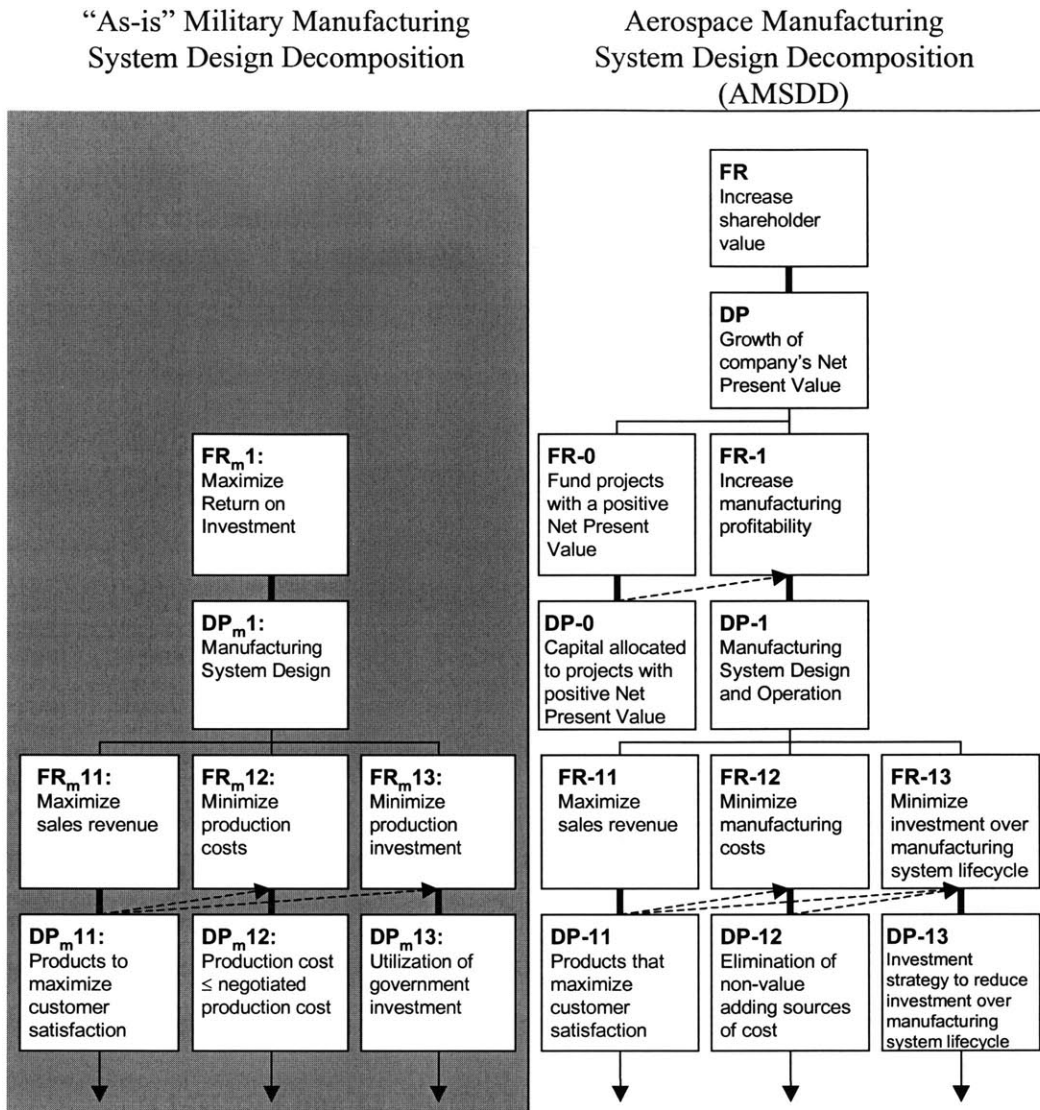 “As-is” Military Manufacturing
System Design Decomposition
Aerospace Manufacturing
System Design Decomposition
(AMSDD)
FR
Increase
shareholder
value
DP
Growth of
company’s Net
Present Value
FRm1:
Maximize
Return on
Investment
FR-0
Fund projects
with a positive
Net Present
Value
FR-1
Increase
manufacturing
profitability
DPm1:
Manufacturing
System Design
DP-0
Capital allocated
to projects with
positive Net
Present Value
DP-1
Manufacturing
System Design
and Operation
FRm11:
Maximize
sales revenue
FRm12:
Minimize
production
costs
FRm13:
Minimize
production
investment
FR-11
Maximize
sales revenue
FR-12
Minimize
manufacturing
costs
FR-13
Minimize
investment over
manufacturing
system lifecycle
DPm11:
Products to
maximize
customer
satisfaction
DPm12:
Production cost
≤ negotiated
production cost
DPm13:
Utilization of
government
investment
DP-11
Products that
maximize
customer
satisfaction
DP-12
Elimination of
non-value
adding sources
of cost
DP-13
Investment
strategy to reduce
investment over
manufacturing
system lifecycle